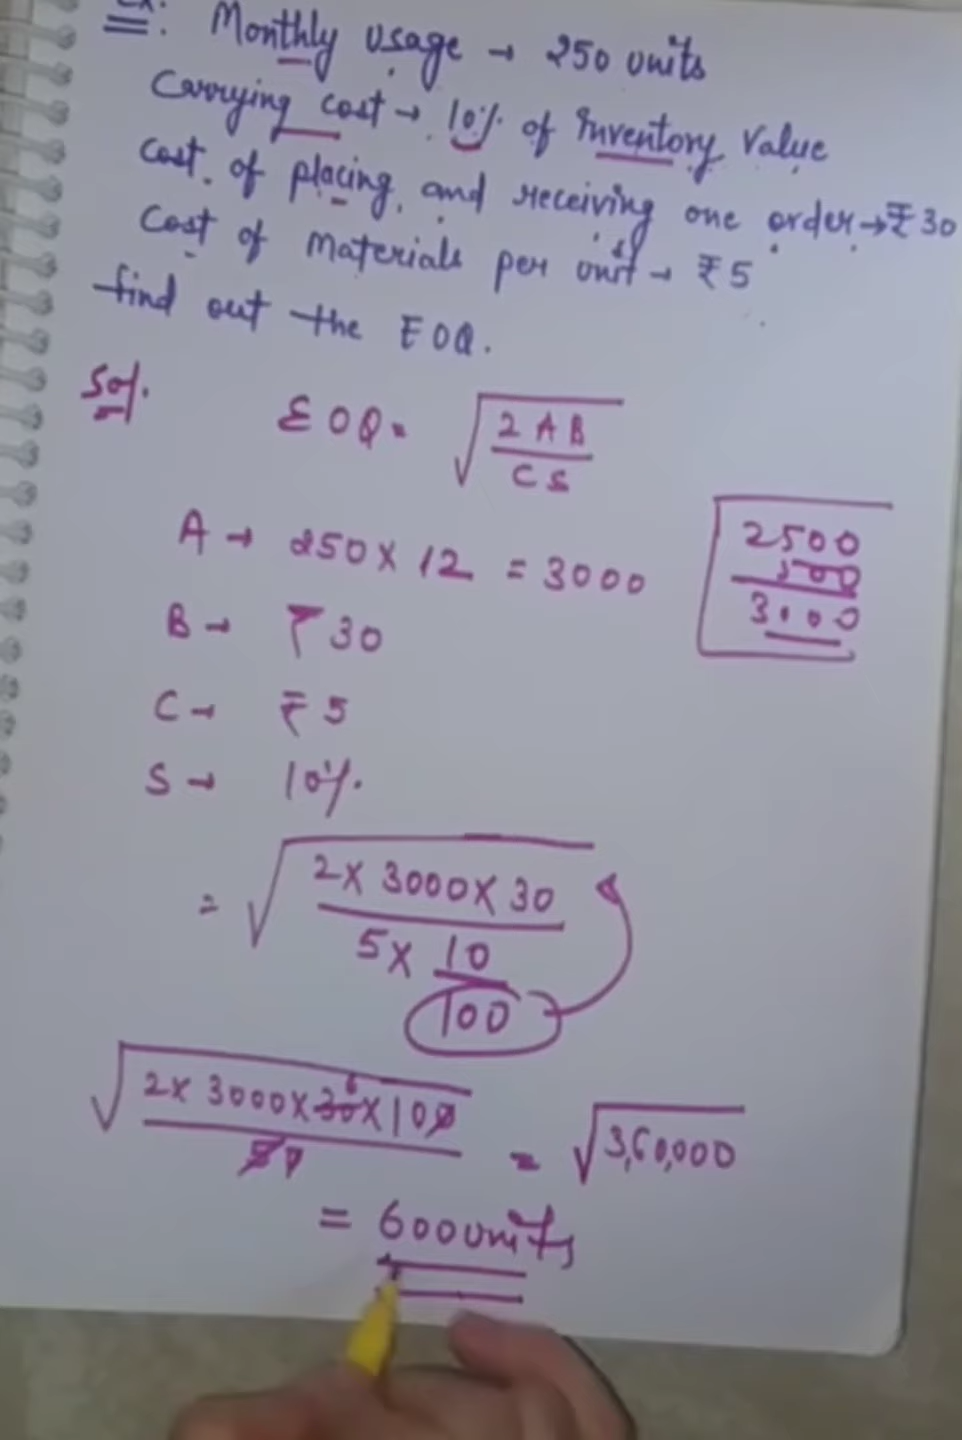 Ex:
Monthly usage → 250 units
Carrying cost → 10% of Inventory Value
Cost of placing and receiving one order → ₹30
Cost of Materials per unit → ₹5
find out the EOQ.
Sol.
EOQ = √(2AB/CS)
A → 250 × 12 = 3000
2500
500
3000
B → ₹30
C → ₹5
S → 10%
= √(2 × 3000 × 30 / 5 × 10/100)
√(2 × 3000 × 30 6 × 100 / 50) = √3,60,000
= 600 units